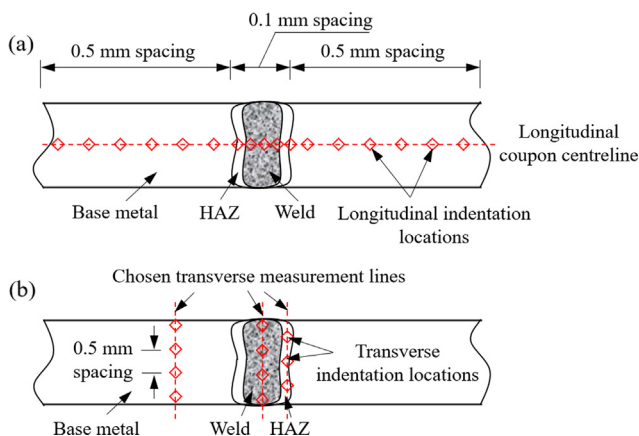 (a)
0.1 mm
spacing
0.5 mm spacing
0.5 mm spacing
Longitudinal
coupon centreline
Base metal
HAZ
Weld
Longitudinal indentation
locations
Chosen transverse measurement lines
(b)
0.5 mm
spacing
Transverse
indentation locations
Base metal
Weld
HAZ